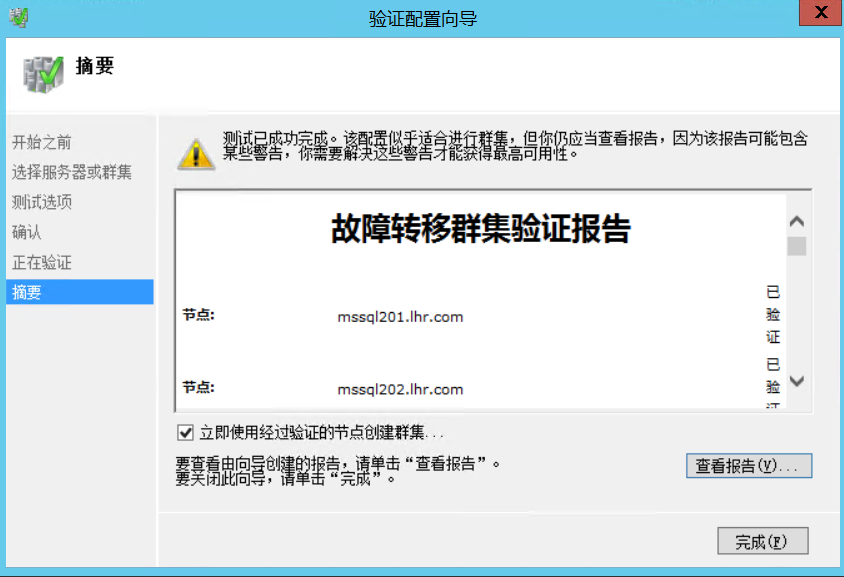 验证配置向导
摘要
开始之前
选择服务器或群集
测试选项
确认
正在验证
摘要
测试已成功完成。该配置似乎适合进行群集，但你仍应当查看报告，因为该报告可能包含
某些警告，你需要解决这些警告才能获得最高可用性。
故障转移群集验证报告
节点: mssql201.lhr.com 已验证
节点: mssql202.lhr.com 已验证
立即使用经过验证的节点创建群集...
要查看由向导创建的报告，请单击“查看报告”。
要关闭此向导，请单击“完成”。
查看报告(V)...
完成(F)